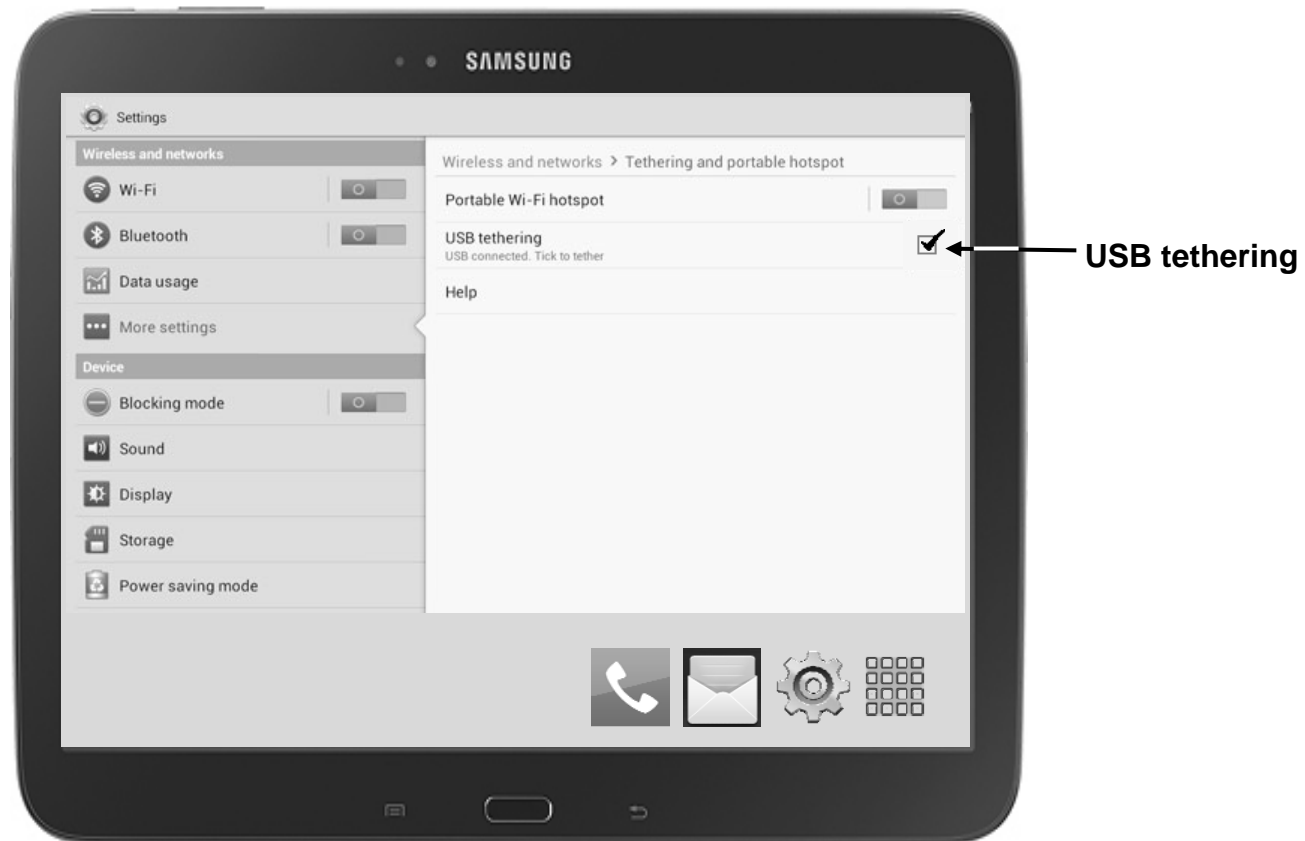 SAMSUNG
Settings
Wireless and networks
Wi-Fi
Bluetooth
Data usage
More settings
Device
Blocking mode
Sound
Display
Storage
Power saving mode
Wireless and networks > Tethering and portable hotspot
Portable Wi-Fi hotspot
USB tethering
USB connected. Tick to tether
Help
USB tethering